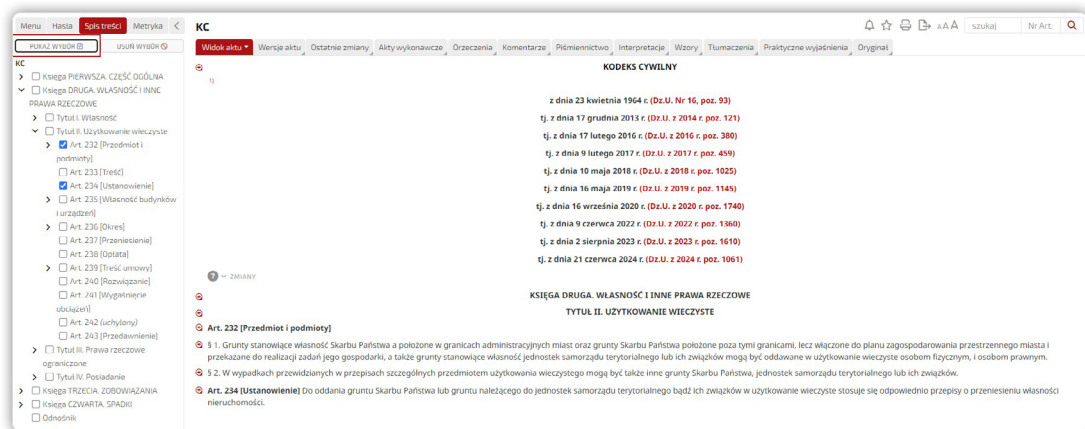 Menu Hasła Spis treści Metryka
POKAŻ WYBÓR USUŃ WYBÓR
KC
Księga PIERWSZA. CZĘŚĆ OGÓLNA
Księga DRUGA. WŁASNOŚĆ I INNE
PRAWA RZECZOWE
Tytuł I. Własność
Tytuł II. Użytkowanie wieczyste
Art. 232 [Przedmiot i
podmioty]
Art. 233 [Treść]
Art. 234 [Ustanowienie]
Art. 235 [Własność budynków
i urządzeń]
Art. 236 [Okres]
Art. 237 [Przeniesienie]
Art. 238 [Opłata]
Art. 239 [Treść umowy]
Art. 240 [Rozwiązanie]
Art. 241 [Wygaśnięcie
obciążeń]
Art. 242 (uchylony)
Art. 243 [Przedawnienie]
Tytuł III. Prawa rzeczowe
ograniczone
Tytuł IV. Posiadanie
Księga TRZECIA. ZOBOWIĄZANIA
Księga CZWARTA. SPADKI
Odnośnik
KC
A A A szukaj Nr Art.
Widok aktu Wersje aktu Ostatnie zmiany Akty wykonawcze Orzeczenia Komentarze Piśmiennictwo Interpretacje Wzory Tłumaczenia Praktyczne wyjaśnienia Oryginał
KODEKS CYWILNY
1)
z dnia 23 kwietnia 1964 r. (Dz.U. Nr 16, poz. 93)
tj. z dnia 17 grudnia 2013 r. (Dz.U. z 2014 r. poz. 121)
tj. z dnia 17 lutego 2016 r. (Dz.U. z 2016 r. poz. 380)
tj. z dnia 9 lutego 2017 r. (Dz.U. z 2017 r. poz. 459)
tj. z dnia 10 maja 2018 r. (Dz.U. z 2018 r. poz. 1025)
tj. z dnia 16 maja 2019 r. (Dz.U. z 2019 r. poz. 1145)
tj. z dnia 16 września 2020 r. (Dz.U. z 2020 r. poz. 1740)
tj. z dnia 9 czerwca 2022 r. (Dz.U. z 2022 r. poz. 1360)
tj. z dnia 2 sierpnia 2023 r. (Dz.U. z 2023 r. poz. 1610)
tj. z dnia 21 czerwca 2024 r. (Dz.U. z 2024 r. poz. 1061)
? ZMIANY
KSIĘGA DRUGA. WŁASNOŚĆ I INNE PRAWA RZECZOWE
TYTUŁ II. UŻYTKOWANIE WIECZYSTE
Art. 232 [Przedmiot i podmioty]
§ 1. Grunty stanowiące własność Skarbu Państwa a położone w granicach administracyjnych miast oraz grunty Skarbu Państwa położone poza tymi granicami, lecz włączone do planu zagospodarowania przestrzennego miasta i
przekazane do realizacji zadań jego gospodarki, a także grunty stanowiące własność jednostek samorządu terytorialnego lub ich związków mogą być oddawane w użytkowanie wieczyste osobom fizycznym, i osobom prawnym.
§ 2. W wypadkach przewidzianych w przepisach szczególnych przedmiotem użytkowania wieczystego mogą być także inne grunty Skarbu Państwa, jednostek samorządu terytorialnego lub ich związków.
Art. 234 [Ustanowienie] Do oddania gruntu Skarbu Państwa lub gruntu należącego do jednostek samorządu terytorialnego bądź ich związków w użytkowanie wieczyste stosuje się odpowiednio przepisy o przeniesieniu własności
nieruchomości.